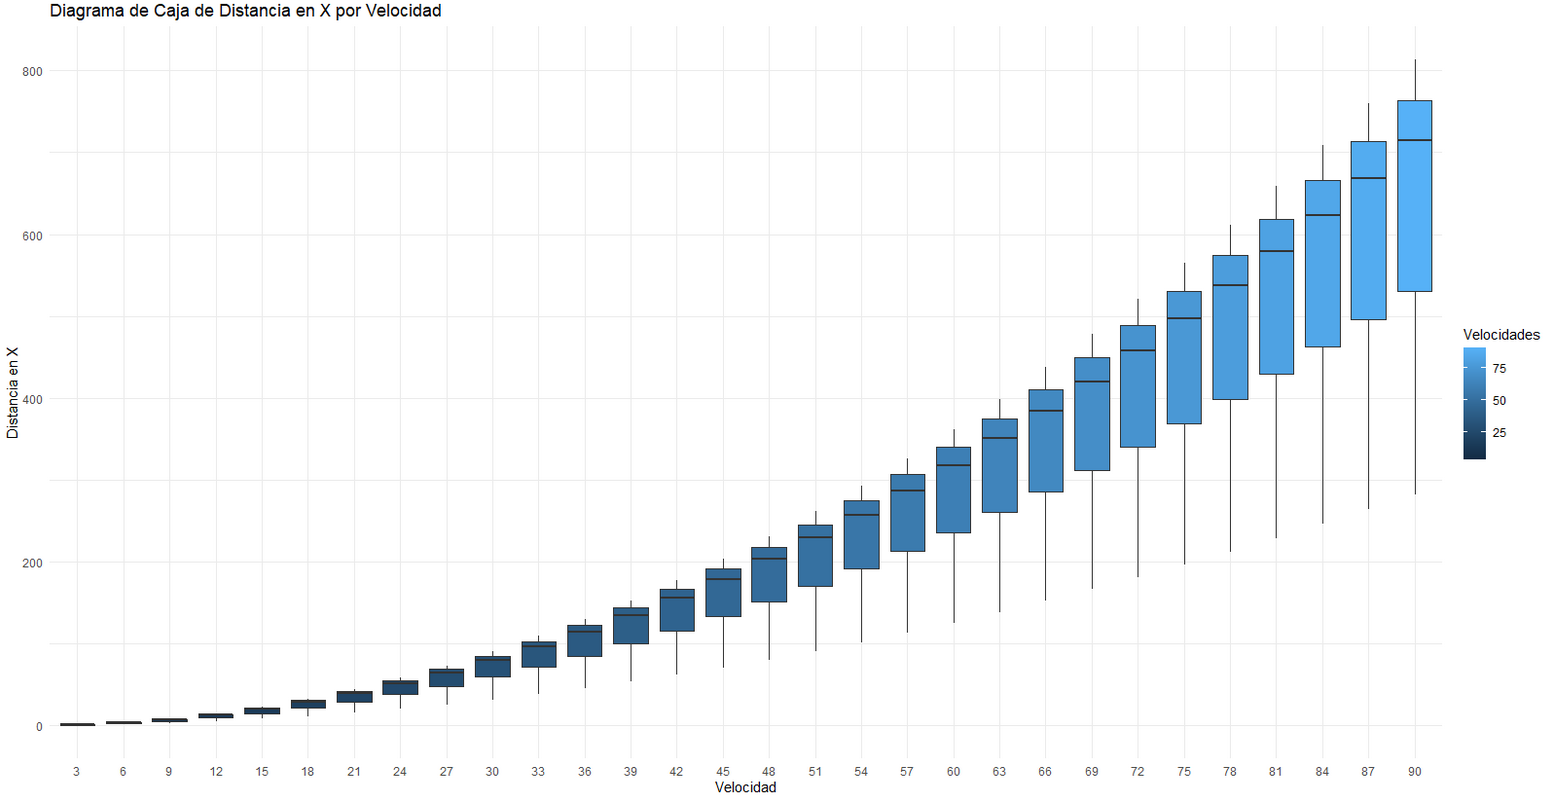 Diagrama de Caja de Distancia en X por Velocidad
800
600
400
200
0
Distancia en X
3 6 9 12 15 18 21 24 27 30 33 36 39 42 45 48 51 54 57 60 63 66 69 72 75 78 81 84 87 90
Velocidad
Velocidades
75
50
25